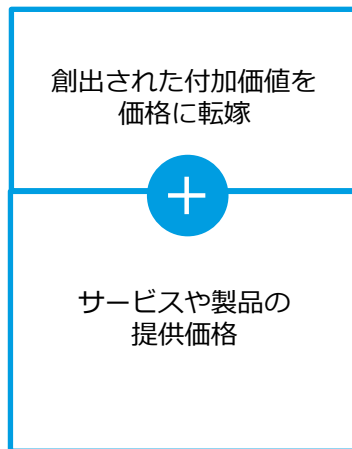 創出された付加価値を
価格に転嫁
+
サービスや製品の
提供価格